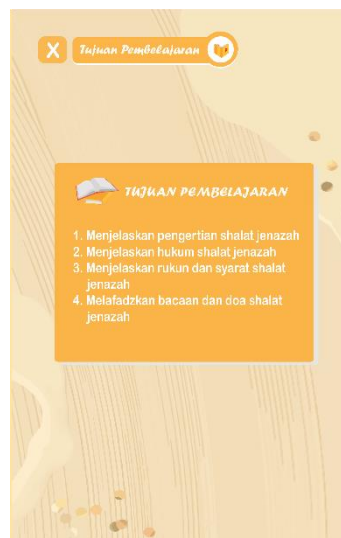 X
Tujuan Pembelajaran
TUJUAN PEMBELAJARAN
1. Menjelaskan pengertian shalat jenazah
2. Menjelaskan hukum shalat jenazah
3. Menjelaskan rukun dan syarat shalat
jenazah
4. Melafadzkan bacaan dan doa shalat
jenazah